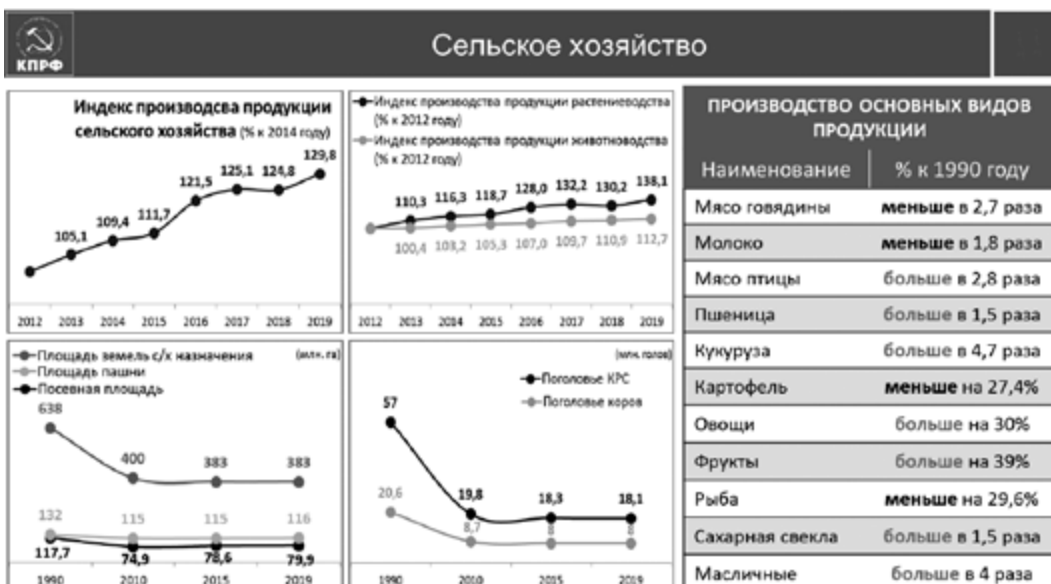 КПРФ
Сельское хозяйство
Индекс производсва продукции
сельского хозяйства (% к 2014 году)
105,1
109,4
111,7
121,5
125,1
124,8
129,8
2012 2013 2014 2015 2016 2017 2018 2019
Индекс производства продукции растениеводства
(% к 2012 году)
Индекс производства продукции животноводства
(% к 2012 году)
110,3 116,3 118,7 128,0 132,2 130,2 138,1
100,4 103,2 105,3 107,0 109,7 110,9 112,7
2012 2013 2014 2015 2016 2017 2018 2019
Площадь земель с/х назначения (млн. га)
Площадь пашни
Посевная площадь
638
400
383
383
132 115 115 116
117,7 74,9 78,6 79,9
1990 2010 2015 2019
(млн. голов)
Поголовье КРС
Поголовье коров
57
19,8 18,3 18,1
20,6
8,7
8
8
1990 2000 2015 2019
ПРОИЗВОДСТВО ОСНОВНЫХ ВИДОВ
ПРОДУКЦИИ
Наименование % к 1990 году
Мясо говядины меньше в 2,7 раза
Молоко меньше в 1,8 раза
Мясо птицы больше в 2,8 раза
Пшеница больше в 1,5 раза
Кукуруза больше в 4,7 раза
Картофель меньше на 27,4%
Овощи больше на 30%
Фрукты больше на 39%
Рыба меньше на 29,6%
Сахарная свекла больше в 1,5 раза
Масличные больше в 4 раза